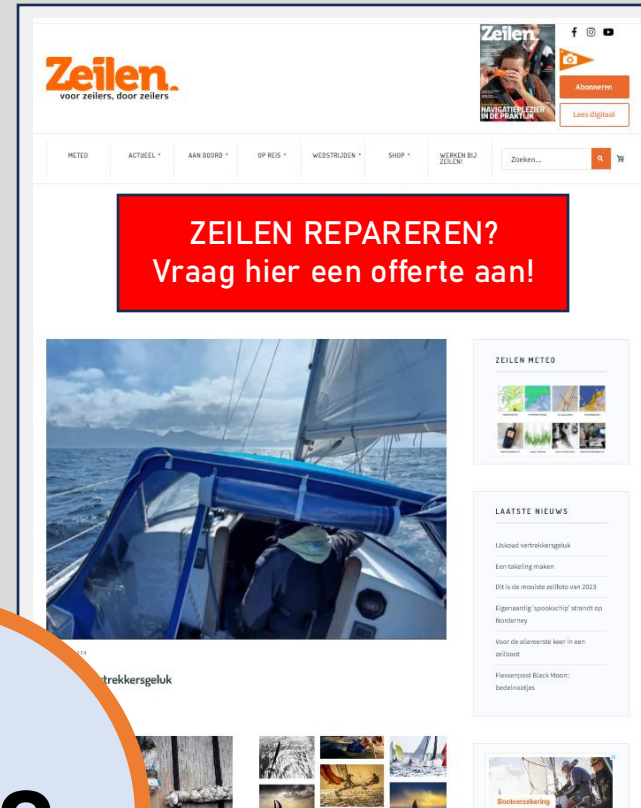 Zeilen.
voor zeilers, door zeilers
Zeilen
NAVIGATIEPLEZIER
IN DE PRAKTIJK
Abonneren
Lees digitaal
METEO
ACTUEEL
AAN BOORD
OP REIS
WEDSTRIJDEN
SHOP
WERKEN BIJ
ZEILEN!
Zoeken...
ZEILEN REPAREREN?
Vraag hier een offerte aan!
ZEILEN METEO
LAATSTE NIEUWS
IJskoud vertrekkersgeluk
Een takeling maken
Dit is de mooiste zeilfoto van 2023
Eigenaardig 'spookschip' strandt op
Norderney
Voor de allereerste keer in een
zeilboot
Flessenpost Black Moon:
bedelnootjes
trekkersgeluk
Bootverzekering